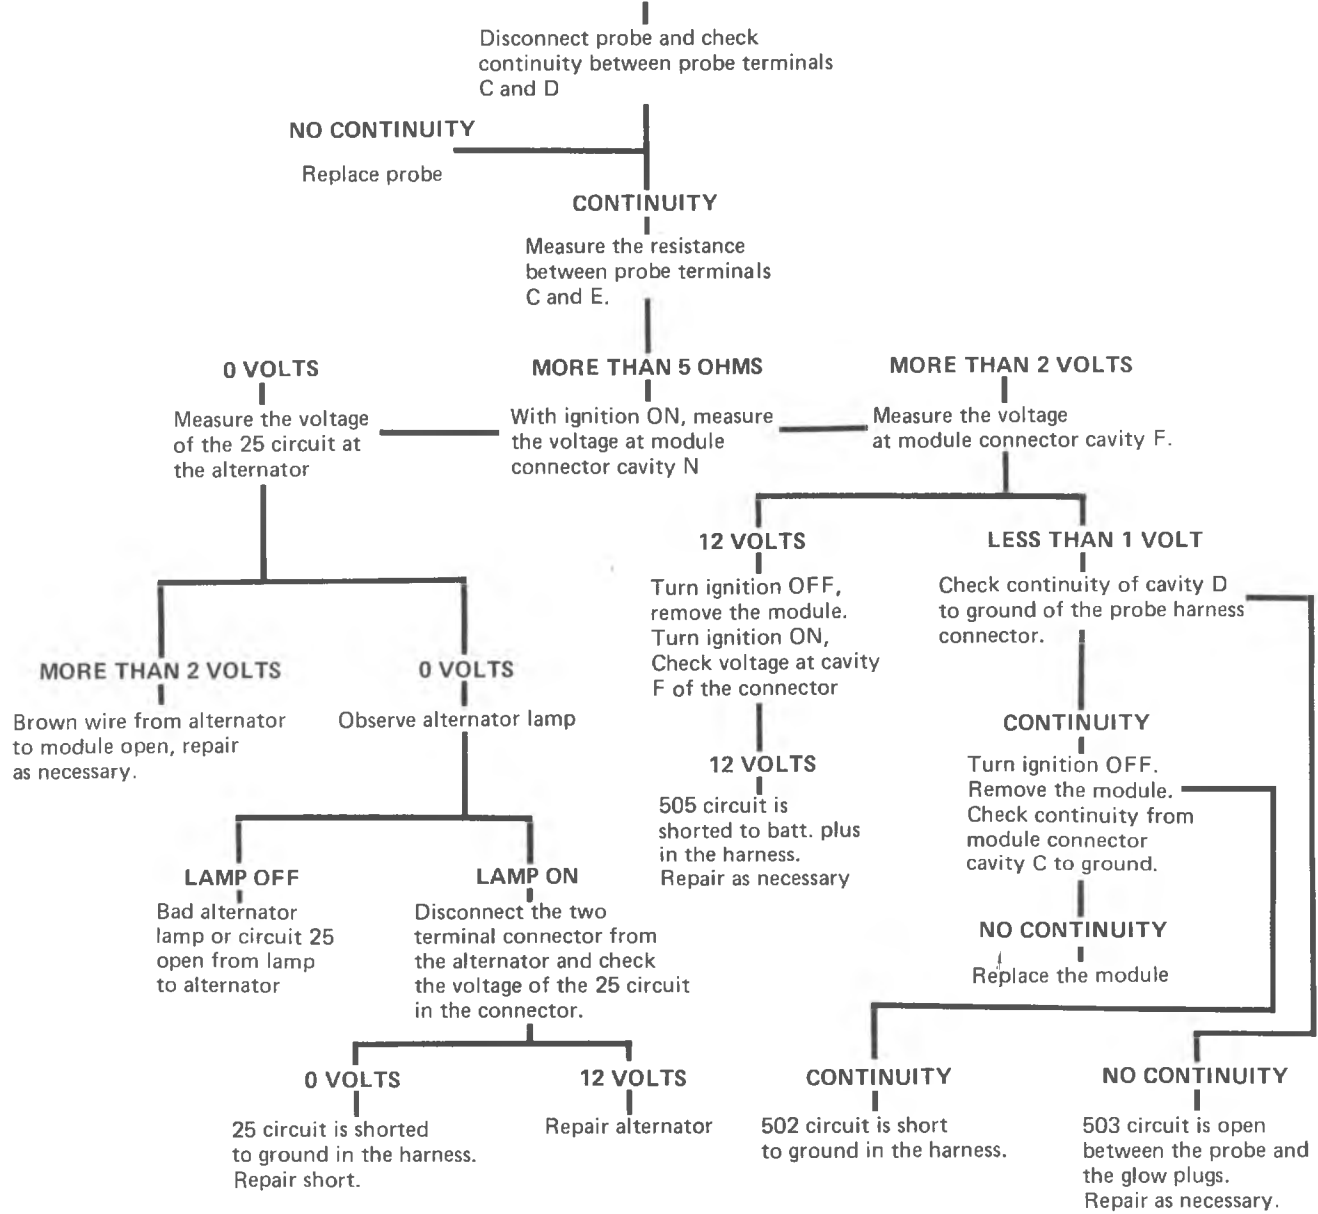 Disconnect probe and check
continuity between probe terminals
C and D
NO CONTINUITY
Replace probe
CONTINUITY
Measure the resistance
between probe terminals
C and E.
0 VOLTS
Measure the voltage
of the 25 circuit at
the alternator
MORE THAN 5 OHMS
With ignition ON, measure
the voltage at module
connector cavity N
MORE THAN 2 VOLTS
Measure the voltage
at module connector cavity F.
12 VOLTS
Turn ignition OFF,
remove the module.
Turn ignition ON,
Check voltage at cavity
F of the connector
LESS THAN 1 VOLT
Check continuity of cavity D
to ground of the probe harness
connector.
MORE THAN 2 VOLTS
Brown wire from alternator
to module open, repair
as necessary.
0 VOLTS
Observe alternator lamp
12 VOLTS
505 circuit is
shorted to batt. plus
in the harness.
Repair as necessary
CONTINUITY
Turn ignition OFF.
Remove the module.
Check continuity from
module connector
cavity C to ground.
LAMP OFF
Bad alternator
lamp or circuit 25
open from lamp
to alternator
LAMP ON
Disconnect the two
terminal connector from
the alternator and check
the voltage of the 25 circuit
in the connector.
NO CONTINUITY
Replace the module
0 VOLTS
25 circuit is shorted
to ground in the harness.
Repair short.
12 VOLTS
Repair alternator
CONTINUITY
502 circuit is short
to ground in the harness.
NO CONTINUITY
503 circuit is open
between the probe and
the glow plugs.
Repair as necessary.